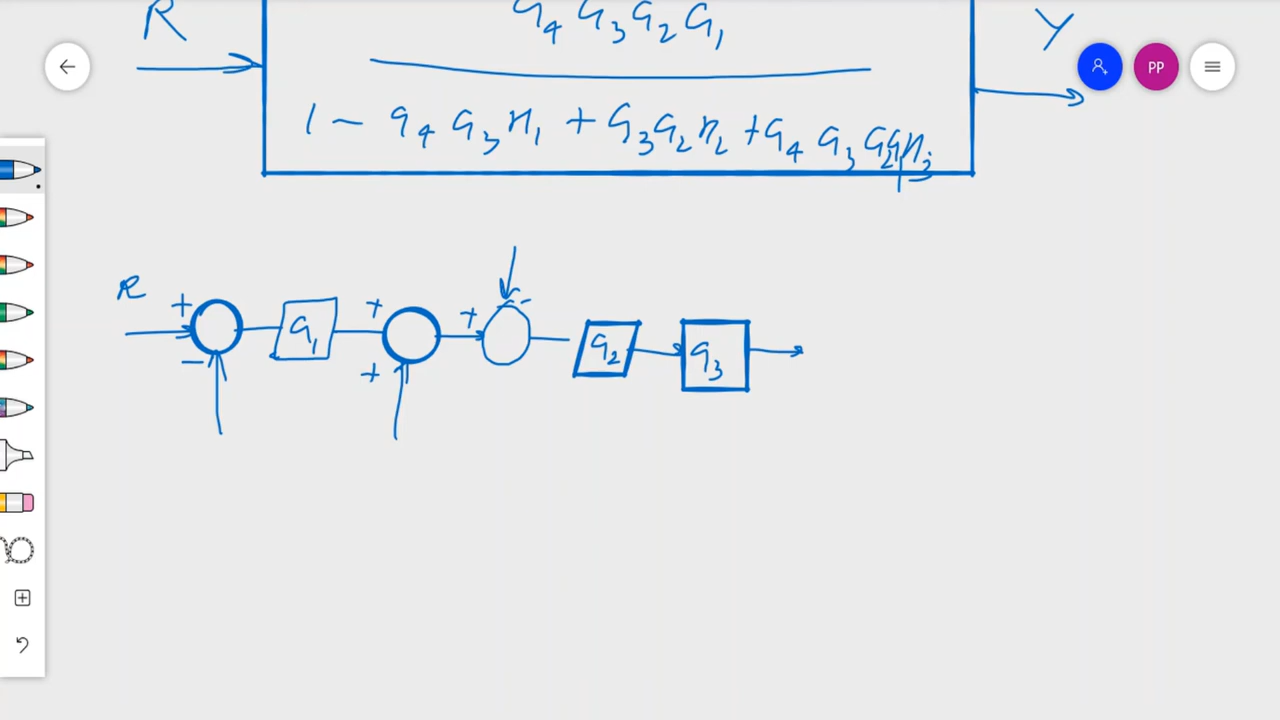 R
G₄ G₃ G₂ G₁
Y
PP
1 − G₄ G₃ H₁ + G₃ G₂ H₂ + G₄ G₃ G₂ G₁ H₃
R + − G₁ + + + − G₂ G₃